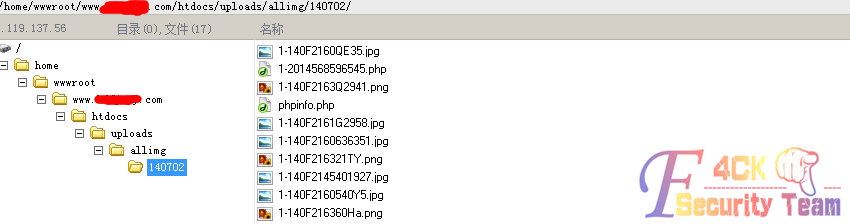 /home/wwwroot/www. .com/htdocs/uploads/allimg/140702/
.119.137.56 目录(0),文件(17) 名称
/
home
wwwroot
www. .com
htdocs
uploads
allimg
140702
1-140F2160QE35.jpg
1-2014568596545.php
1-140F2163Q2941.png
phpinfo.php
1-140F2161G2958.jpg
1-140F2160636351.jpg
1-140F216321TY.png
1-140F2145401927.jpg
1-140F2160540Y5.jpg
1-140F216360Ha.png
F4CK
Security Team